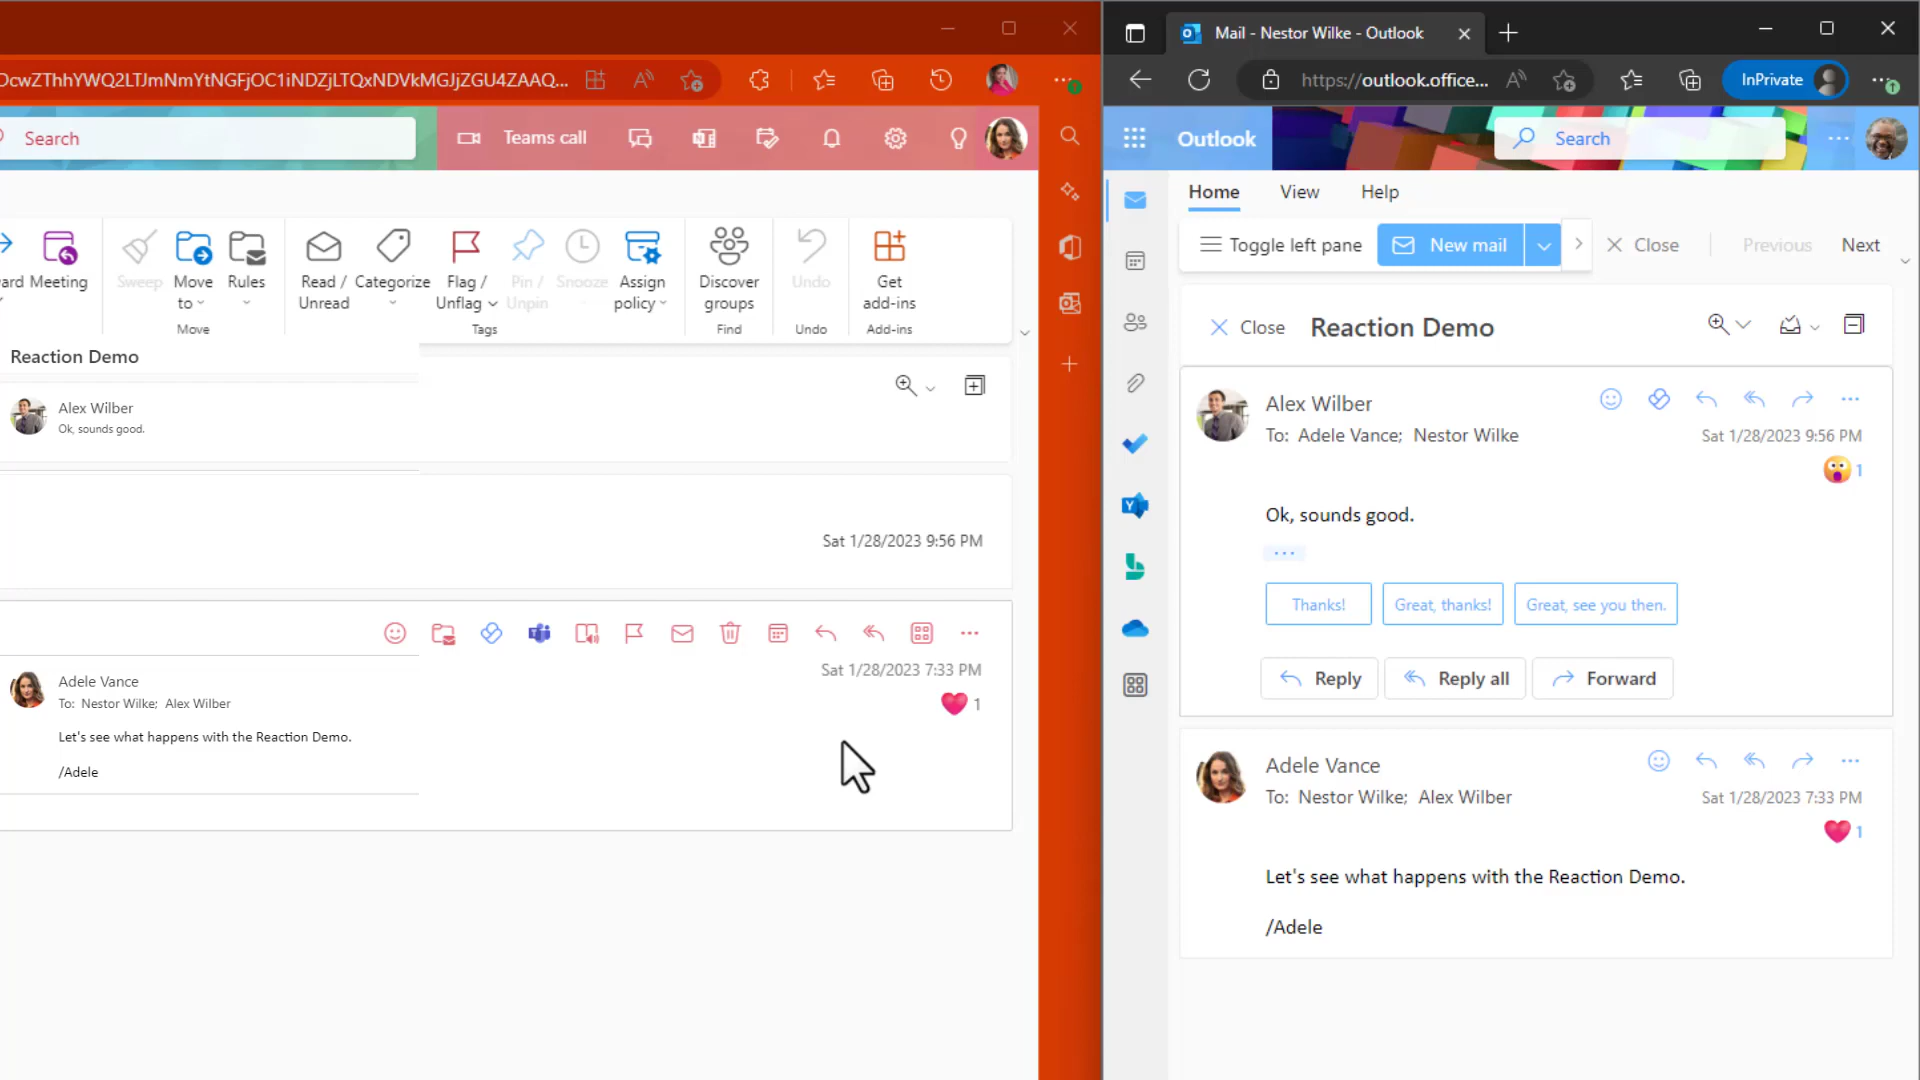 Mail - Nestor Wilke - Outlook
OcwZThhYWQ2LTJmNmYtNGFjOC1iNDZjLTQxNDVkMGJjZGU4ZAAQ...
https://outlook.office...
InPrivate
Search
Teams call
Outlook
Search
Home
View
Help
Toggle left pane
New mail
Close
Previous
Next
ard
Meeting
Sweep
Move to
Rules
Move
Read / Unread
Categorize
Flag / Unflag
Pin / Unpin
Snooze
Assign policy
Tags
Discover groups
Find
Undo
Undo
Get add-ins
Add-ins
Reaction Demo
Alex Wilber
Ok, sounds good.
Sat 1/28/2023 9:56 PM
Sat 1/28/2023 7:33 PM
1
Adele Vance
To: Nestor Wilke; Alex Wilber
Let's see what happens with the Reaction Demo.
/Adele
Close
Reaction Demo
Alex Wilber
To: Adele Vance; Nestor Wilke
Sat 1/28/2023 9:56 PM
1
Ok, sounds good.
Thanks!
Great, thanks!
Great, see you then.
Reply
Reply all
Forward
Adele Vance
To: Nestor Wilke; Alex Wilber
Sat 1/28/2023 7:33 PM
1
Let's see what happens with the Reaction Demo.
/Adele